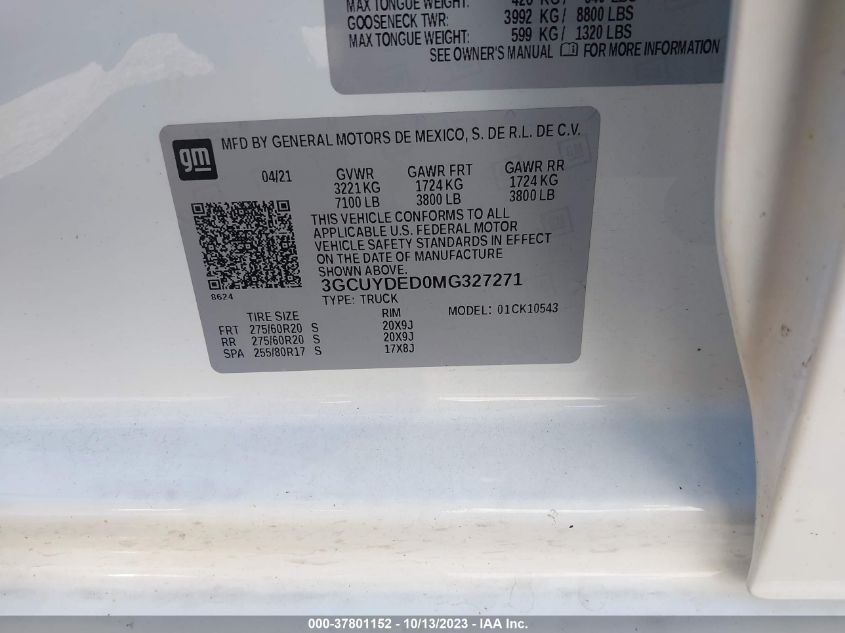 MAX TONGUE WEIGHT: 426 KG / 940 LBS
GOOSENECK TWR: 3992 KG / 8800 LBS
MAX TONGUE WEIGHT: 599 KG / 1320 LBS
SEE OWNER'S MANUAL FOR MORE INFORMATION
gm
MFD BY GENERAL MOTORS DE MEXICO, S. DE R.L. DE C.V.
04/21 GVWR GAWR FRT GAWR RR
3221 KG 1724 KG 1724 KG
7100 LB 3800 LB 3800 LB
THIS VEHICLE CONFORMS TO ALL
APPLICABLE U.S. FEDERAL MOTOR
VEHICLE SAFETY STANDARDS IN EFFECT
ON THE DATE OF MANUFACTURE
SHOWN ABOVE.
8624
3GCUYDED0MG327271
TYPE: TRUCK MODEL: 01CK10543
TIRE SIZE RIM
FRT 275/60R20 S 20X9J
RR 275/60R20 S 20X9J
SPA 255/80R17 S 17X8J
000-37801152 - 10/13/2023 - IAA Inc.